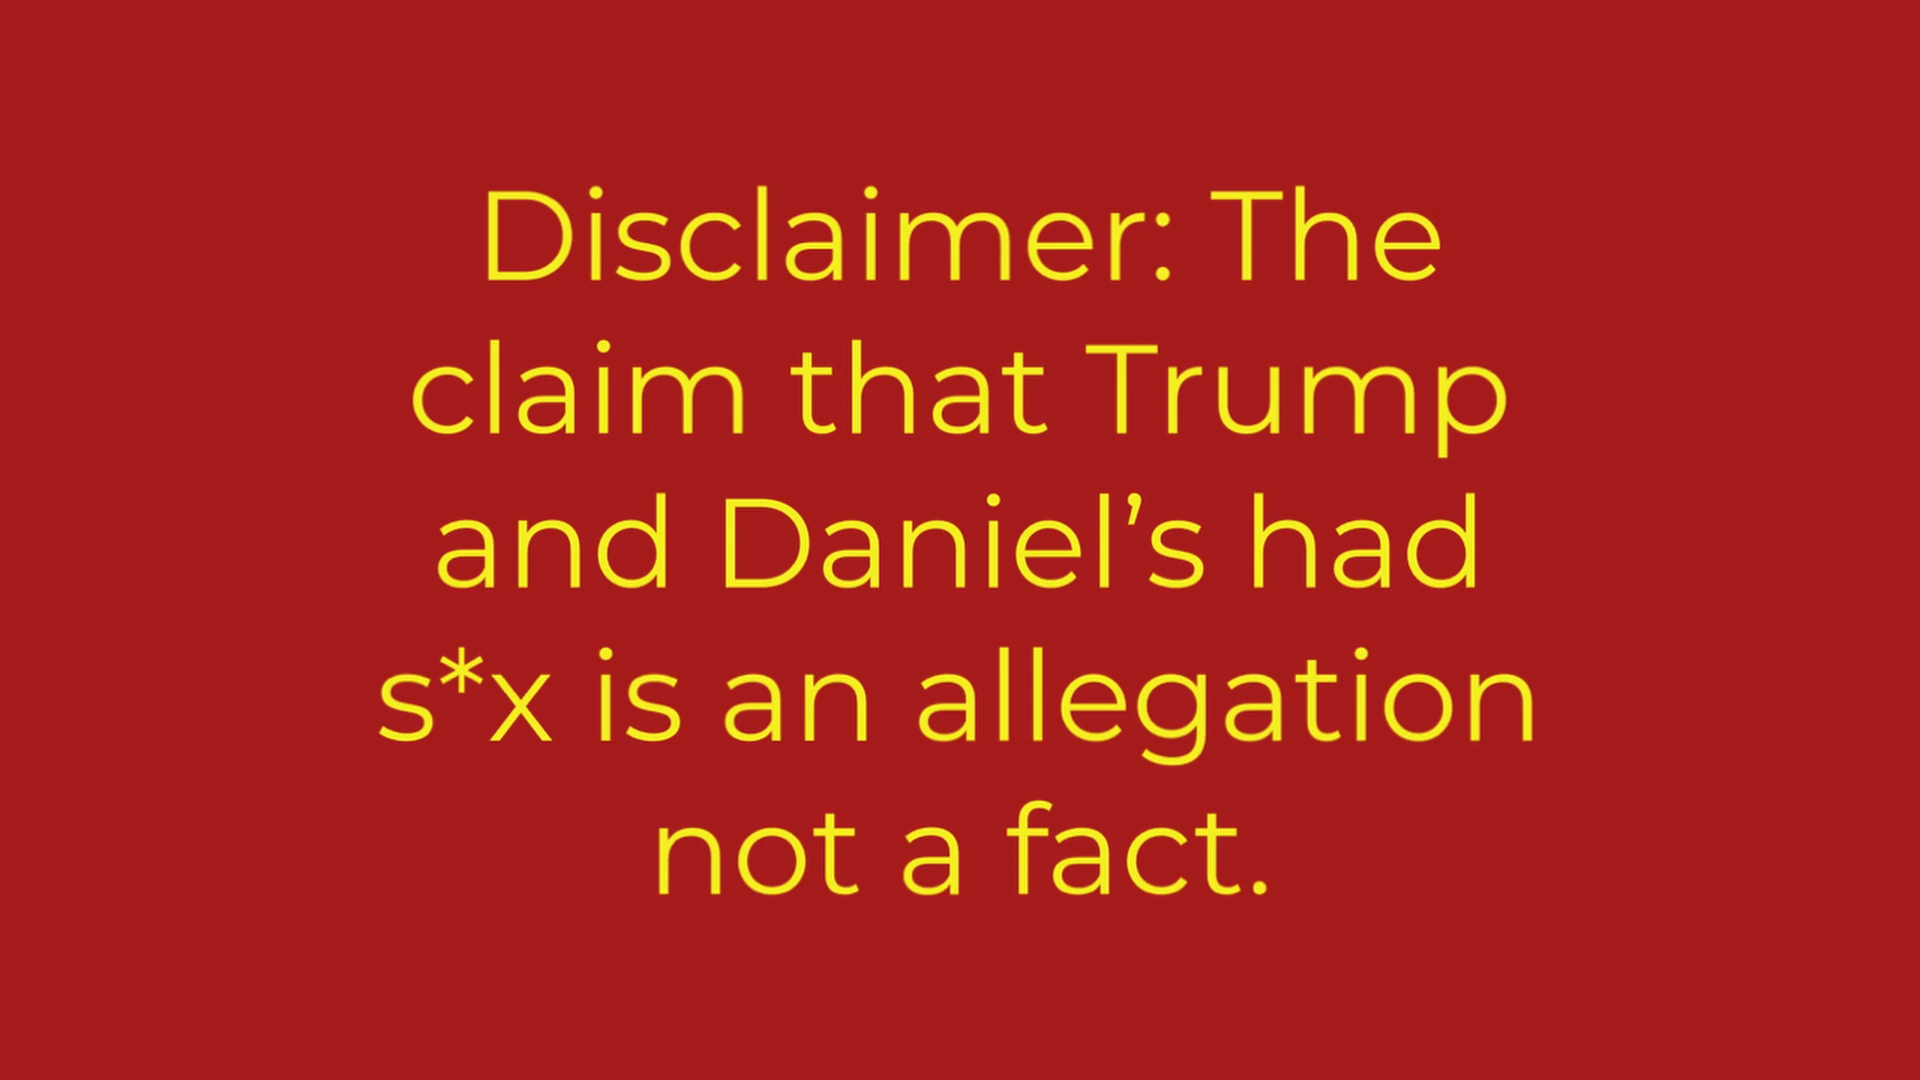 Disclaimer: The
claim that Trump
and Daniel’s had
s*x is an allegation
not a fact.